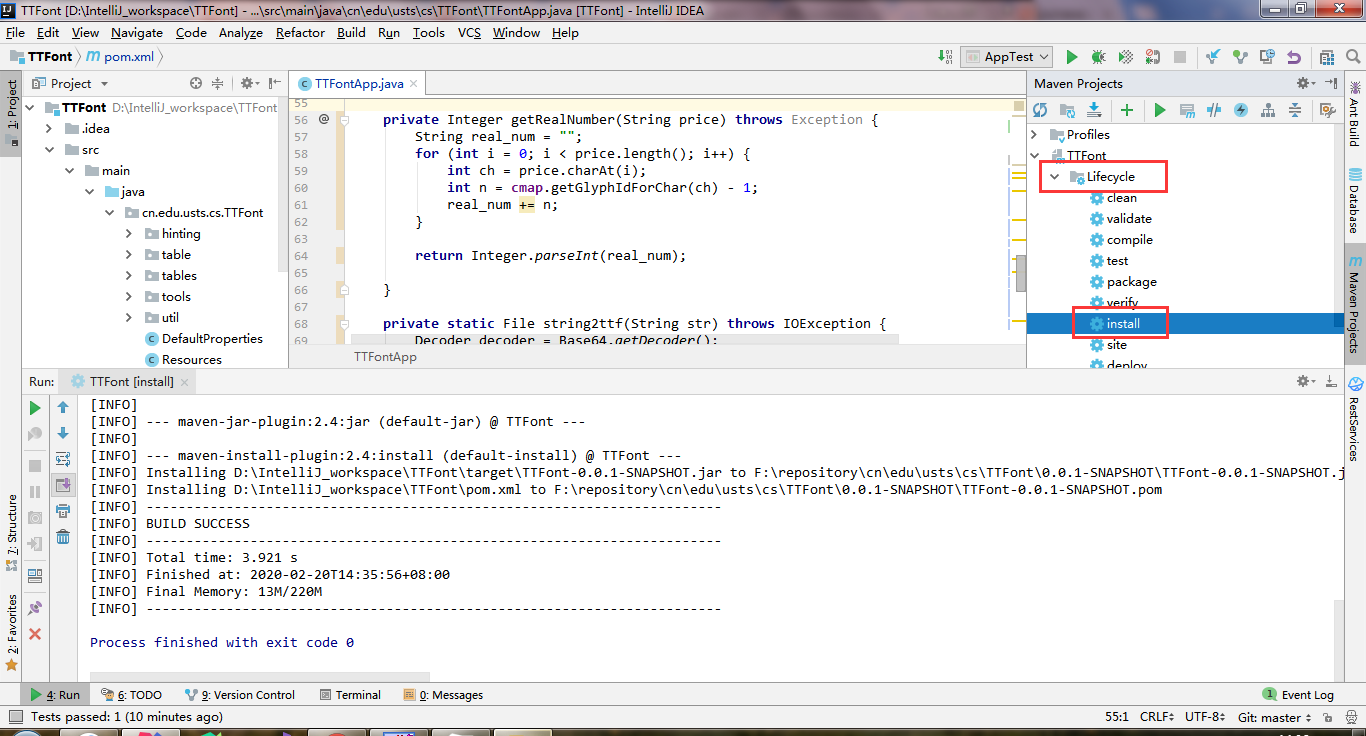 TTFont [D:\IntelliJ_workspace\TTFont] - ...\src\main\java\cn\edu\usts\cs\TTFont\TTFontApp.java [TTFont] - IntelliJ IDEA
File Edit View Navigate Code Analyze Refactor Build Run Tools VCS Window Help
TTFont pom.xml AppTest
1: Project
Project
TTFontApp.java
Maven Projects
TTFont D:\IntelliJ_workspace\TTFont
.idea
src
main
java
cn.edu.usts.cs.TTFont
hinting
table
tables
tools
util
DefaultProperties
Resources
55
56 @ private Integer getRealNumber(String price) throws Exception {
57 String real_num = "";
58 for (int i = 0; i < price.length(); i++) {
59 int ch = price.charAt(i);
60 int n = cmap.getGlyphIdForChar(ch) - 1;
61 real_num += n;
62 }
63
64 return Integer.parseInt(real_num);
65
66 }
67
68 private static File string2ttf(String str) throws IOException {
69 Decoder decoder = Base64.getDecoder();
TTFontApp
Profiles
TTFont
Lifecycle
clean
validate
compile
test
package
verify
install
site
deploy
Ant Build
Database
Maven Projects
RestServices
Run: TTFont [install]
[INFO]
[INFO] --- maven-jar-plugin:2.4:jar (default-jar) @ TTFont ---
[INFO]
[INFO] --- maven-install-plugin:2.4:install (default-install) @ TTFont ---
[INFO] Installing D:\IntelliJ_workspace\TTFont\target\TTFont-0.0.1-SNAPSHOT.jar to F:\repository\cn\edu\usts\cs\TTFont\0.0.1-SNAPSHOT\TTFont-0.0.1-SNAPSHOT.j
[INFO] Installing D:\IntelliJ_workspace\TTFont\pom.xml to F:\repository\cn\edu\usts\cs\TTFont\0.0.1-SNAPSHOT\TTFont-0.0.1-SNAPSHOT.pom
[INFO] ------------------------------------------------------------------------
[INFO] BUILD SUCCESS
[INFO] ------------------------------------------------------------------------
[INFO] Total time: 3.921 s
[INFO] Finished at: 2020-02-20T14:35:56+08:00
[INFO] Final Memory: 13M/220M
[INFO] ------------------------------------------------------------------------
Process finished with exit code 0
7: Structure
2: Favorites
4: Run 6: TODO 9: Version Control Terminal 0: Messages 1 Event Log
Tests passed: 1 (10 minutes ago) 55:1 CRLF UTF-8 Git: master